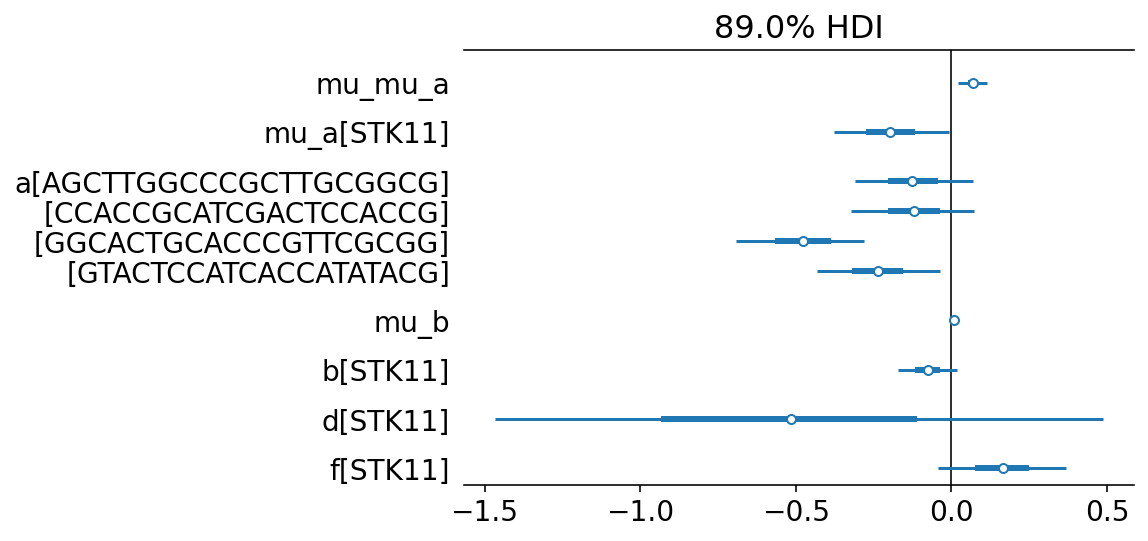 89.0% HDI
mu_mu_a
mu_a[STK11]
a[AGCTTGGCCCGCTTGCGGCG]
[CCACCGCATCGACTCCACCG]
[GGCACTGCACCCGTTCGCGG]
[GTACTCCATCACCATATACG]
mu_b
b[STK11]
d[STK11]
f[STK11]
−1.5 −1.0 −0.5 0.0 0.5